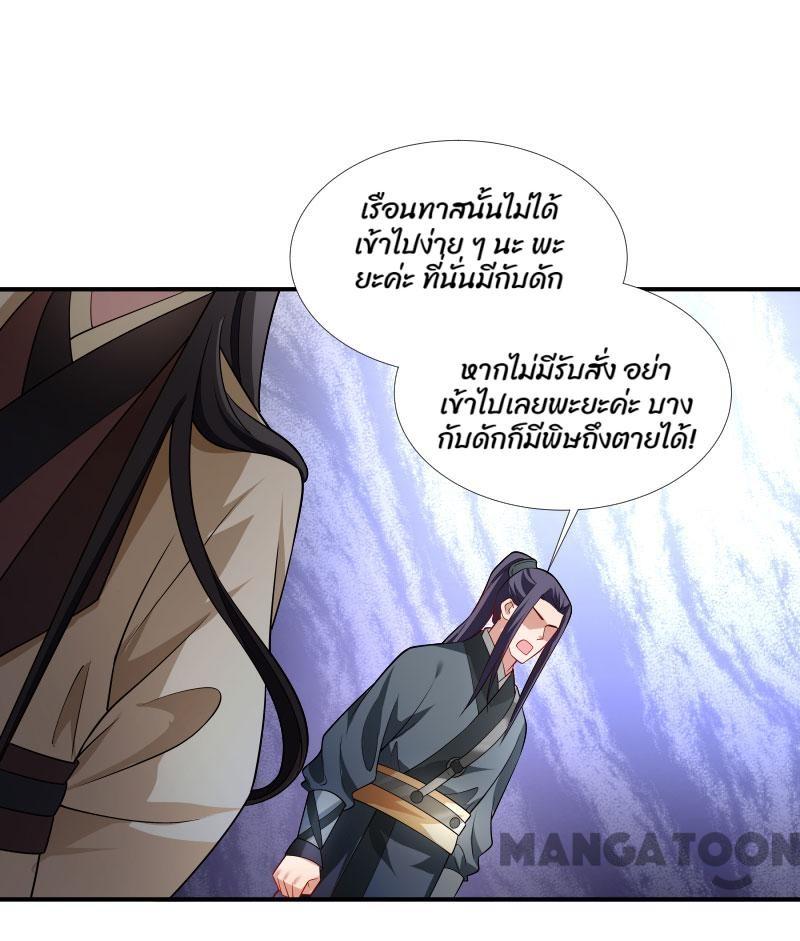 เรือนทาสนั้นไม่ได้
เข้าไปง่าย ๆ นะ พะ
ยะค่ะ ที่นั่นมีกับดัก
หากไม่มีรับสั่ง อย่า
เข้าไปเลยพะยะค่ะ บาง
กับดักก็มีพิษถึงตายได้!
MANGATOON